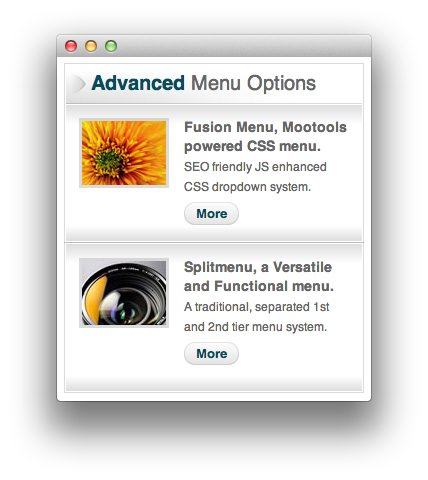 Advanced Menu Options
Fusion Menu, Mootools
powered CSS menu.
SEO friendly JS enhanced
CSS dropdown system.
More
Splitmenu, a Versatile
and Functional menu.
A traditional, separated 1st
and 2nd tier menu system.
More